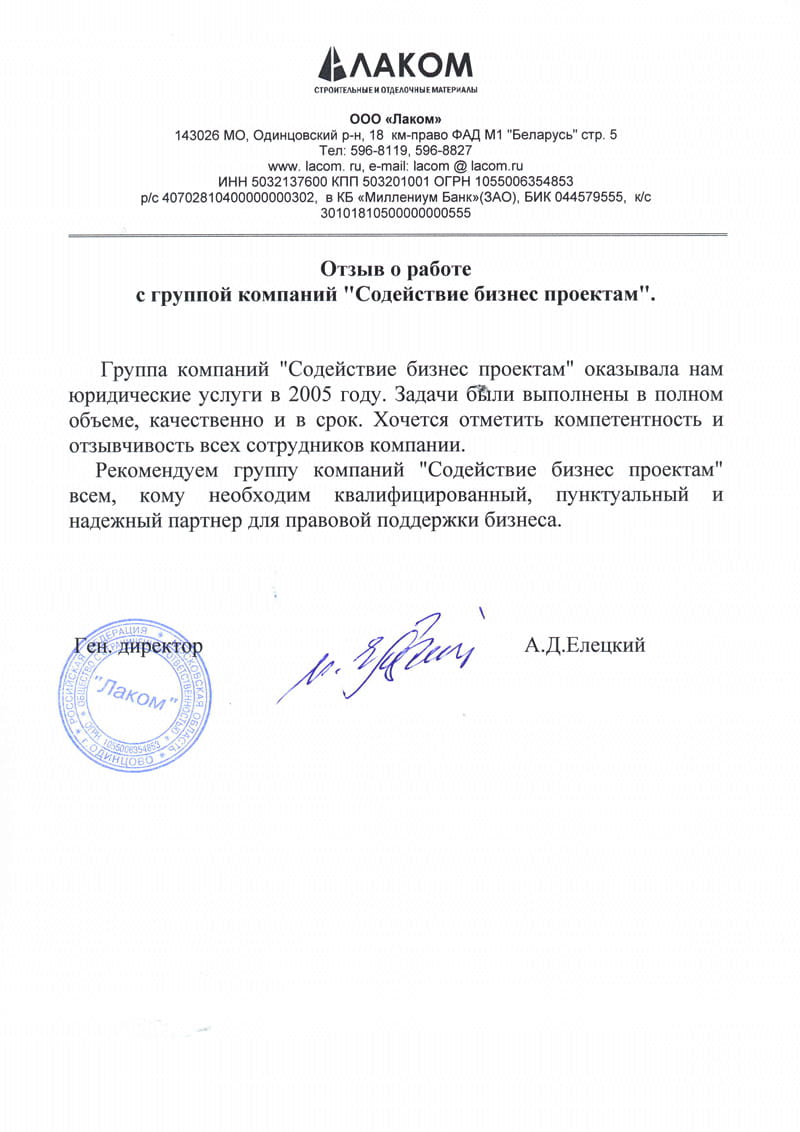 ЛАКОМ
СТРОИТЕЛЬНЫЕ И ОТДЕЛОЧНЫЕ МАТЕРИАЛЫ
ООО «Лаком»
143026 МО, Одинцовский р-н, 18 км-право ФАД М1 "Беларусь" стр. 5
Тел: 596-8119, 596-8827
www. lacom. ru, e-mail: lacom @ lacom.ru
ИНН 5032137600 КПП 503201001 ОГРН 1055006354853
р/с 40702810400000000302, в КБ «Миллениум Банк»(ЗАО), БИК 044579555, к/с
30101810500000000555
Отзыв о работе
с группой компаний "Содействие бизнес проектам".
Группа компаний "Содействие бизнес проектам" оказывала нам
юридические услуги в 2005 году. Задачи были выполнены в полном
объеме, качественно и в срок. Хочется отметить компетентность и
отзывчивость всех сотрудников компании.
Рекомендуем группу компаний "Содействие бизнес проектам"
всем, кому необходим квалифицированный, пунктуальный и
надежный партнер для правовой поддержки бизнеса.
Ген. директор
А.Д.Елецкий
РОССИЙСКАЯ ФЕДЕРАЦИЯ * МОСКОВСКАЯ ОБЛАСТЬ * г. ОДИНЦОВО *
ОБЩЕСТВО С ОГРАНИЧЕННОЙ ОТВЕТСТВЕННОСТЬЮ * ОГРН 1055006354853 *
"Лаком"